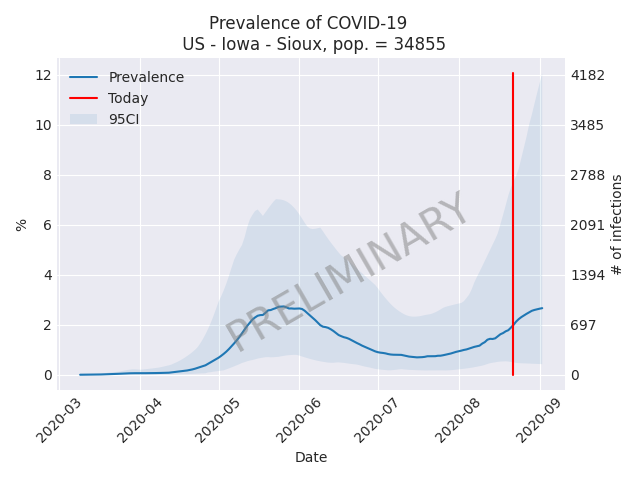 Prevalence of COVID-19
US - Iowa - Sioux, pop. = 34855
Prevalence
Today
95CI
PRELIMINARY
%
12
10
8
6
4
2
0
4182
3485
2788
2091
1394
697
0
# of infections
2020-03
2020-04
2020-05
2020-06
2020-07
2020-08
2020-09
Date